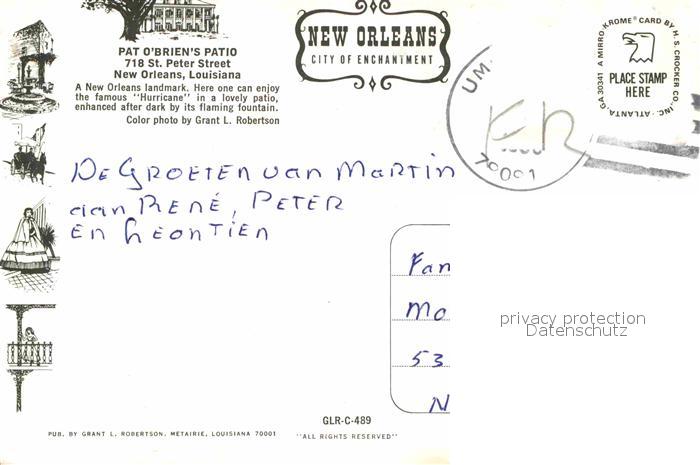 PAT O'BRIEN'S PATIO
718 St. Peter Street
New Orleans, Louisiana
A New Orleans landmark. Here one can enjoy
the famous "Hurricane" in a lovely patio,
enhanced after dark by its flaming fountain.
Color photo by Grant L. Robertson
NEW ORLEANS
CITY OF ENCHANTMENT
A MIRRO-KROME® CARD BY H. S. CROCKER CO., INC. ATLANTA, GA 30341
PLACE STAMP
HERE
UM
70001
De Groeten van Martin
aan René, Peter
en Leontien
Fam
Mo
53
N
privacy protection
Datenschutz
GLR-C-489
PUB. BY GRANT L. ROBERTSON, METAIRIE, LOUISIANA 70001
"ALL RIGHTS RESERVED"